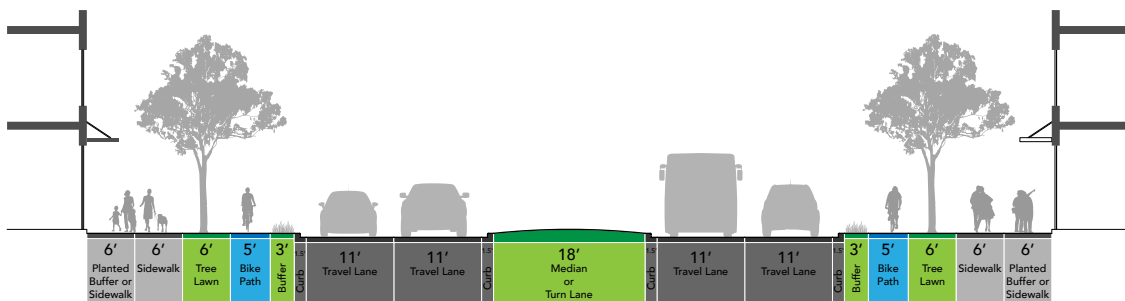 6’
Planted
Buffer or
Sidewalk
6’
Sidewalk
6’
Tree
Lawn
5’
Bike
Path
3’
Buffer
1.5’
Curb
11’
Travel Lane
11’
Travel Lane
1.5’
Curb
18’
Median
or
Turn Lane
1.5’
Curb
11’
Travel Lane
11’
Travel Lane
1.5’
Curb
3’
Buffer
5’
Bike
Path
6’
Tree
Lawn
6’
Sidewalk
6’
Planted
Buffer or
Sidewalk